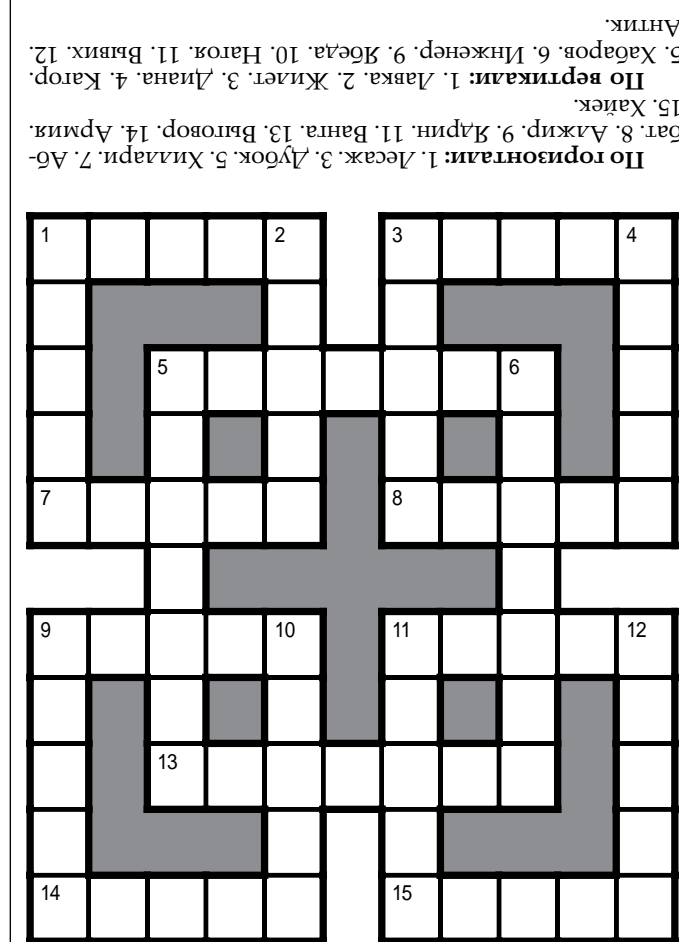 По горизонтали: 1. Лесаж. 3. Дубок. 5. Хиллари. 7. Аб-
бат. 8. Алжир. 9. Ядрин. 11. Ванга. 13. Выговор. 14. Армия.
15. Хайек.
По вертикали: 1. Лавка. 2. Жилет. 3. Диана. 4. Кагор.
5. Хабаров. 6. Инженер. 9. Ябеда. 10. Нагоя. 11. Вывих. 12.
Антик.
1 2 3 4
5 6
7 8
9 10 11 12
13
14 15